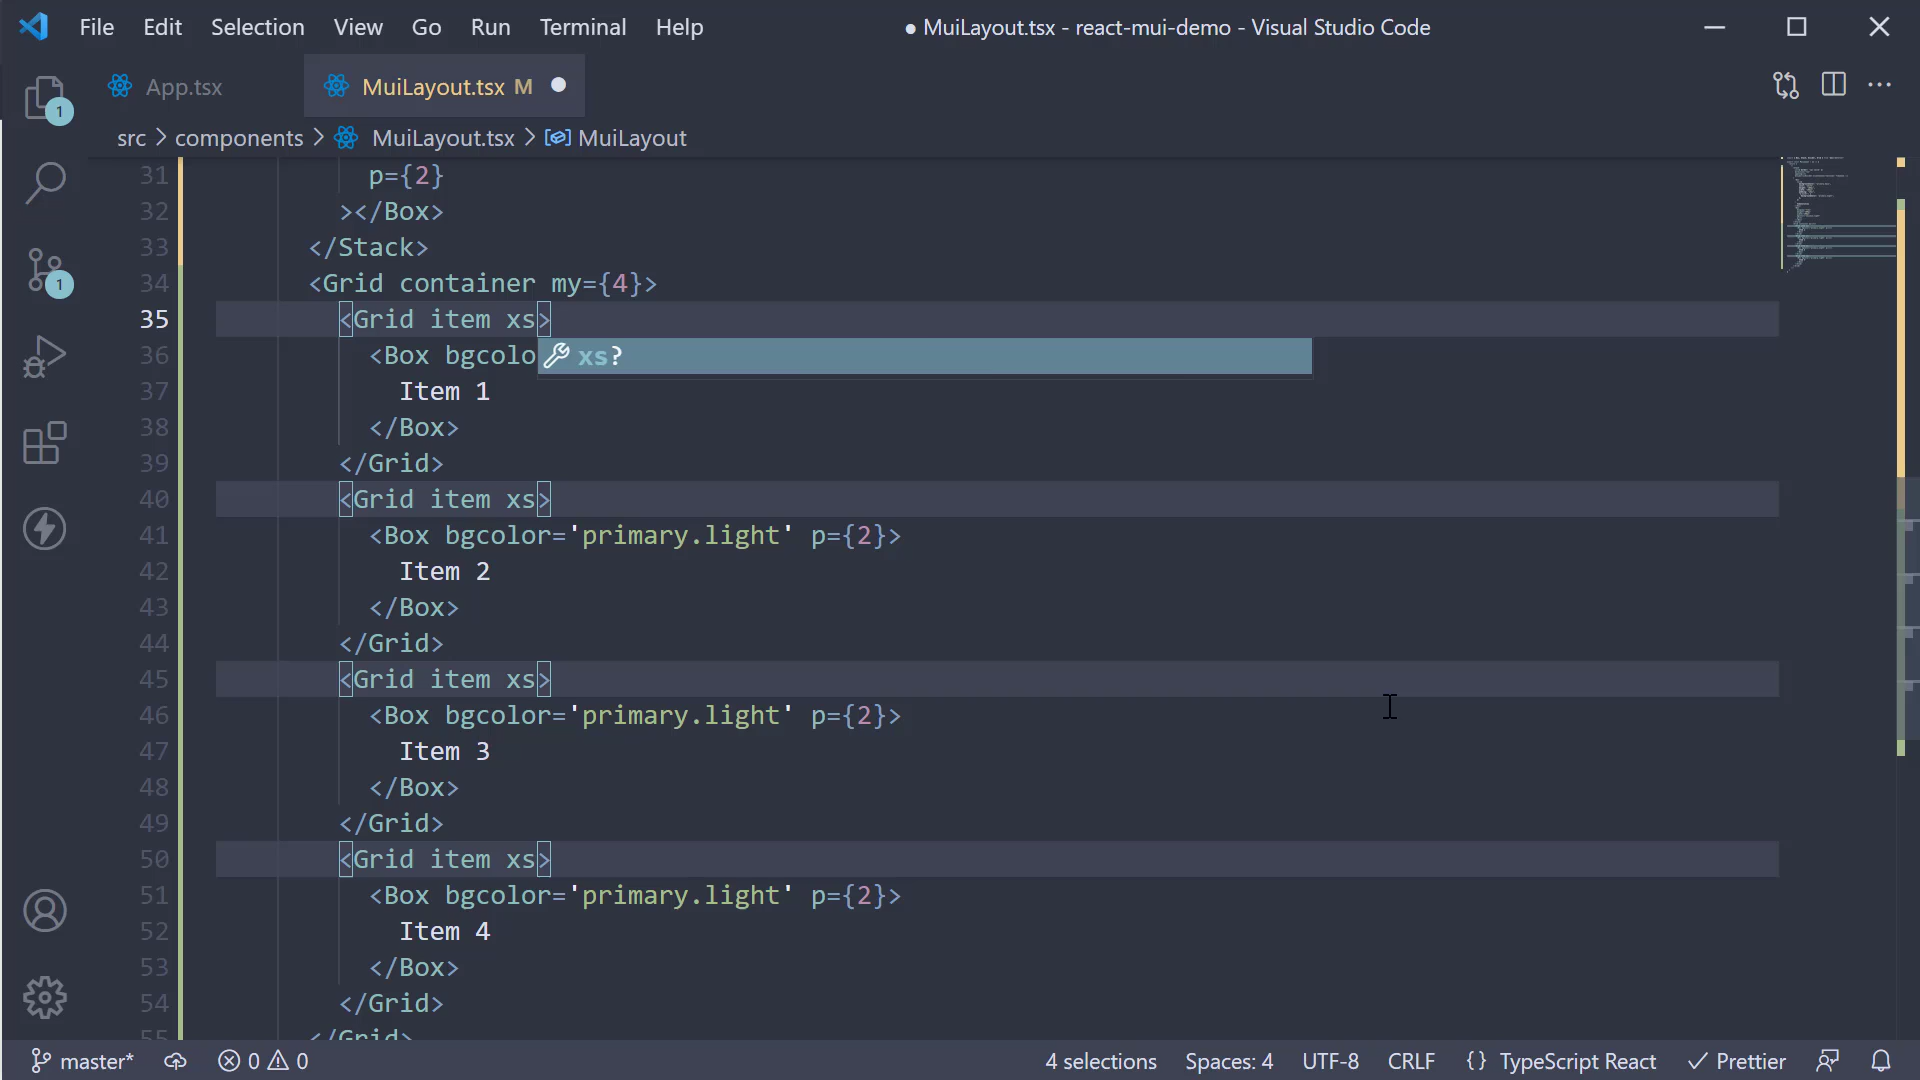 File Edit Selection View Go Run Terminal Help
● MuiLayout.tsx - react-mui-demo - Visual Studio Code
App.tsx
MuiLayout.tsx M ●
src > components > MuiLayout.tsx > MuiLayout
31 p={2}
32 ></Box>
33 </Stack>
34 <Grid container my={4}>
35 <Grid item xs>
36 <Box bgcolo
xs?
37 Item 1
38 </Box>
39 </Grid>
40 <Grid item xs>
41 <Box bgcolor='primary.light' p={2}>
42 Item 2
43 </Box>
44 </Grid>
45 <Grid item xs>
46 <Box bgcolor='primary.light' p={2}>
47 Item 3
48 </Box>
49 </Grid>
50 <Grid item xs>
51 <Box bgcolor='primary.light' p={2}>
52 Item 4
53 </Box>
54 </Grid>
55 </Grid>
1
1
master* 0 0 4 selections Spaces: 4 UTF-8 CRLF {} TypeScript React Prettier